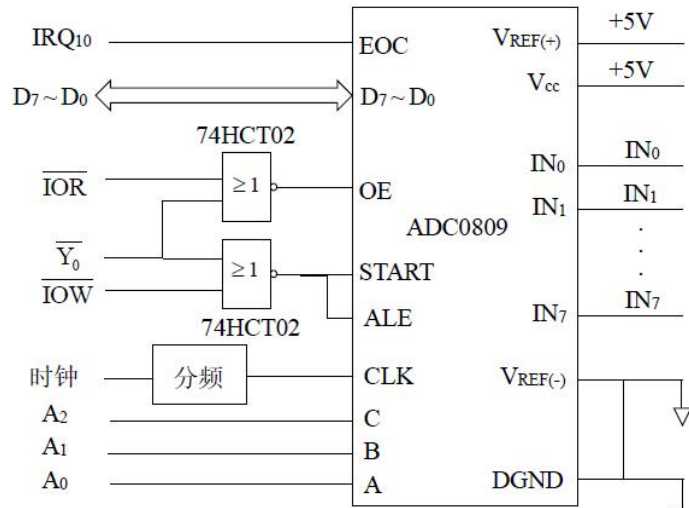 IRQ10
EOC
VREF(+)
+5V
D7~D0
D7~D0
Vcc
+5V
74HCT02
IOR
≥1
OE
IN0
IN0
IN1
IN1
ADC0809
Y0
≥1
START
IOW
ALE
IN7
IN7
74HCT02
时钟
分频
CLK
VREF(-)
A2
C
A1
B
A0
A
DGND